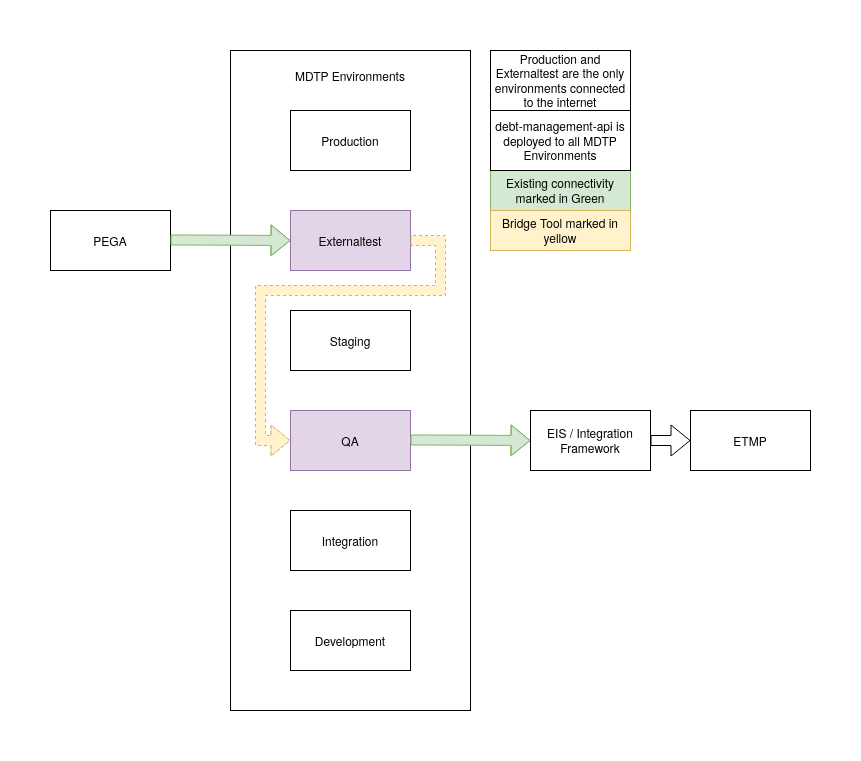 MDTP Environments
Production and
Externaltest are the only
environments connected
to the internet
Production
debt-management-api is
deployed to all MDTP
Environments
Existing connectivity
marked in Green
PEGA
Externaltest
Bridge Tool marked in
yellow
Staging
QA
EIS / Integration
Framework
ETMP
Integration
Development